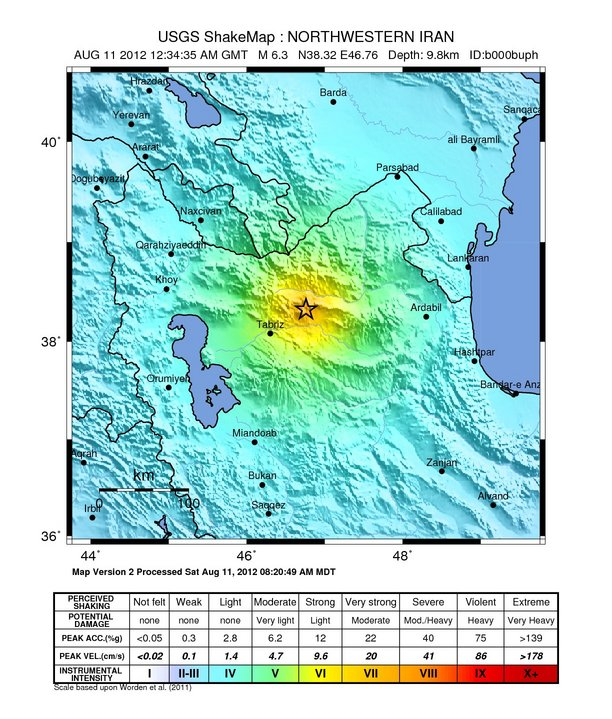 USGS ShakeMap : NORTHWESTERN IRAN
AUG 11 2012 12:34:35 AM GMT M 6.3 N38.32 E46.76 Depth: 9.8km ID:b000buph
Hrazdan
Barda
Sanqaca
Yerevan
40°
ali Bayramli
Ararat
Parsabad
Dogubeyazit
Naxcivan
Calilabad
Qarahziyaeddin
Lankaran
Khoy
Ardabil
Tabriz
38°
Hashtpar
Orumiyeh
Bandar-e Anz
Miandoab
Aqrah
Zanjan
km
Bukan
0 100
Alvand
Irbil
Saqqez
36°
44° 46° 48°
Map Version 2 Processed Sat Aug 11, 2012 08:20:49 AM MDT
PERCEIVED SHAKING Not felt Weak Light Moderate Strong Very strong Severe Violent Extreme
POTENTIAL DAMAGE none none none Very light Light Moderate Mod./Heavy Heavy Very Heavy
PEAK ACC.(%g) <0.05 0.3 2.8 6.2 12 22 40 75 >139
PEAK VEL.(cm/s) <0.02 0.1 1.4 4.7 9.6 20 41 86 >178
INSTRUMENTAL INTENSITY I II-III IV V VI VII VIII IX X+
Scale based upon Worden et al. (2011)